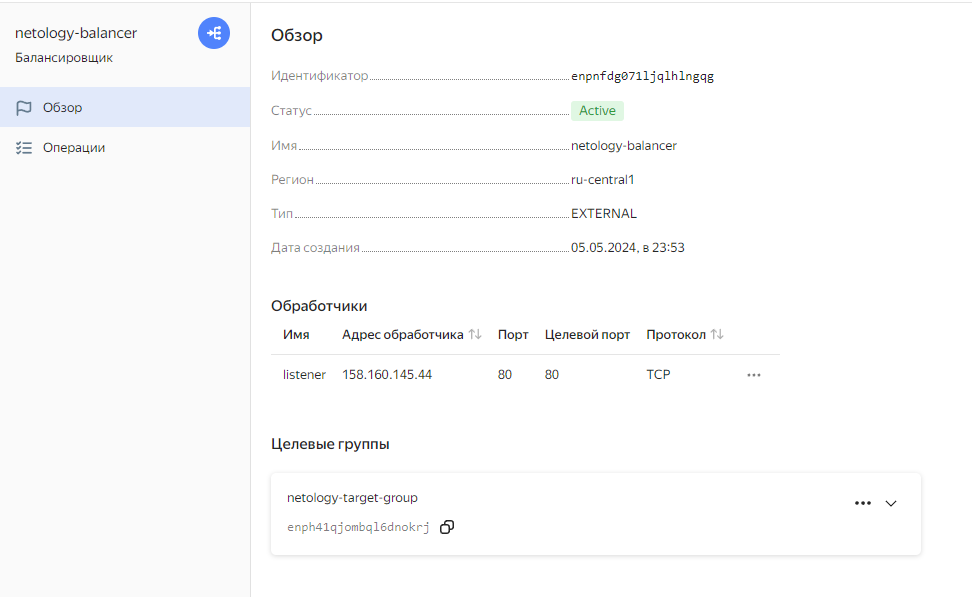 netology-balancer
Балансировщик
Обзор
Операции
Обзор
Идентификатор enpnfdg071ljqlhlngqg
Статус Active
Имя netology-balancer
Регион ru-central1
Тип EXTERNAL
Дата создания 05.05.2024, в 23:53
Обработчики
Имя Адрес обработчика Порт Целевой порт Протокол
listener 158.160.145.44 80 80 TCP
Целевые группы
netology-target-group
enph41qjombql6dnokrj